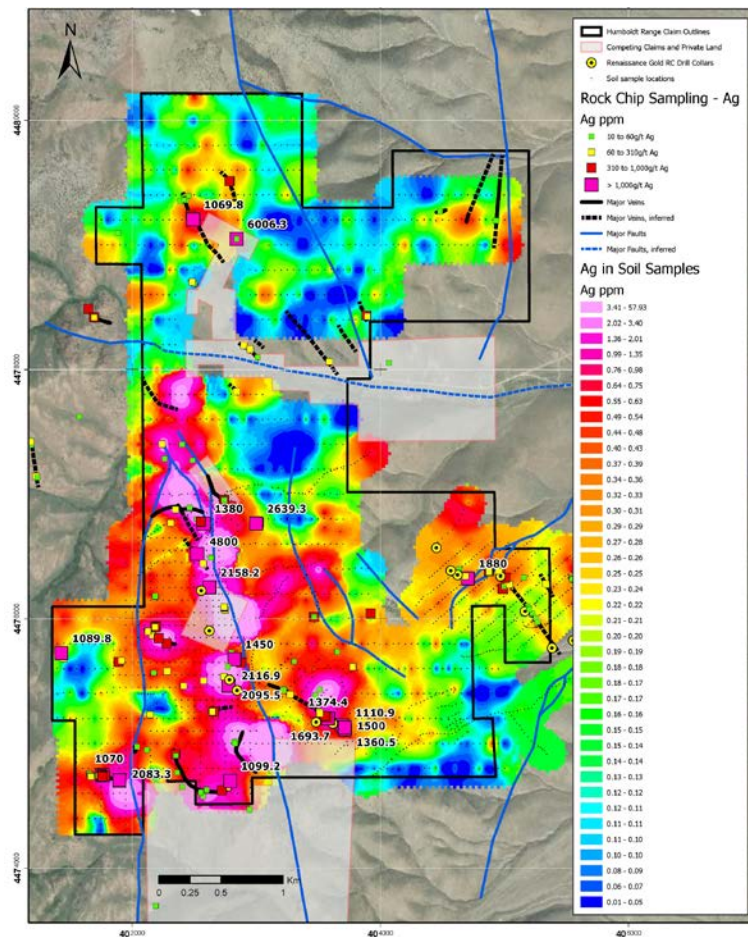 N
Humboldt Range Claim Outlines
Competing Claims and Private Land
Renaissance Gold RC Drill Collars
Soil sample locations
Rock Chip Sampling - Ag
Ag ppm
10 to 60g/t Ag
60 to 310g/t Ag
310 to 1,000g/t Ag
> 1,000g/t Ag
Major Veins
Major Veins, inferred
Major Faults
Major Faults, inferred
Ag in Soil Samples
Ag ppm
3.41 - 57.93
2.02 - 3.40
1.36 - 2.01
0.99 - 1.35
0.76 - 0.98
0.64 - 0.75
0.55 - 0.63
0.49 - 0.54
0.44 - 0.48
0.40 - 0.43
0.37 - 0.39
0.34 - 0.36
0.32 - 0.33
0.30 - 0.31
0.29 - 0.29
0.27 - 0.28
0.26 - 0.26
0.25 - 0.25
0.23 - 0.24
0.22 - 0.22
0.21 - 0.21
0.20 - 0.20
0.19 - 0.19
0.18 - 0.18
0.17 - 0.17
0.16 - 0.16
0.15 - 0.15
0.14 - 0.14
0.13 - 0.13
0.12 - 0.12
0.11 - 0.11
0.10 - 0.10
0.08 - 0.09
0.06 - 0.07
0.01 - 0.05
1069.8
6006.3
1380
2639.3
4800
2158.2
1880
1089.8
1450
2116.9
2095.5
1374.4
1110.9
1500
1693.7
1360.5
1099.2
1070
2083.3
0 0.25 0.5 1
Km
4474000